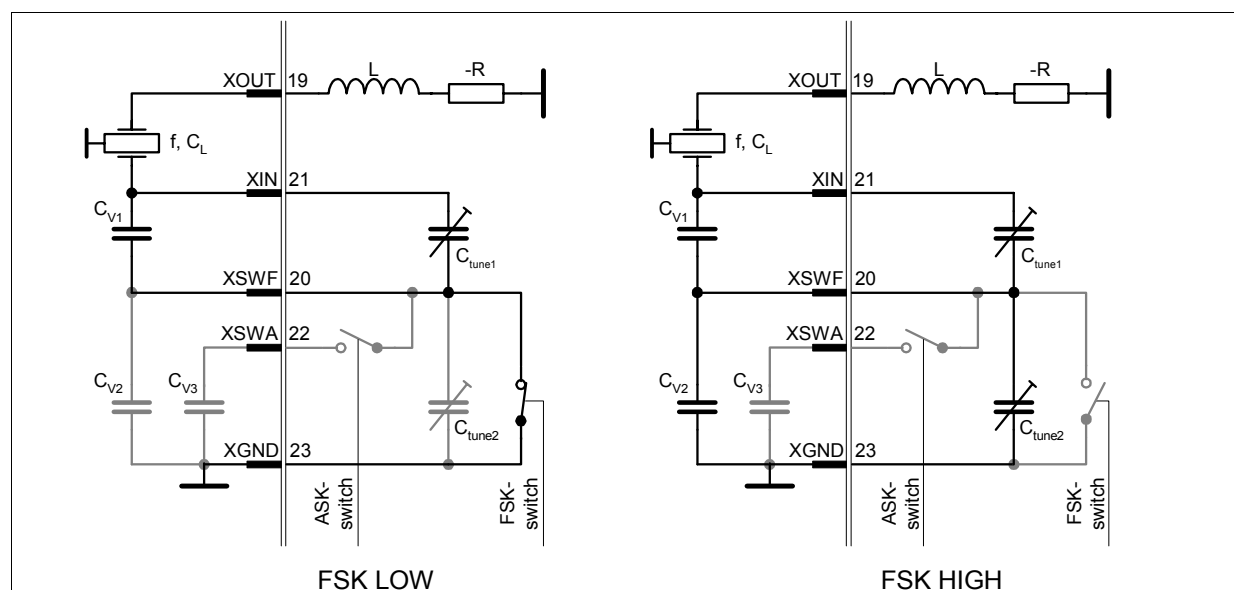 XOUT 19 L -R
f, C_L
XIN 21
C_V1
C_tune1
XSWF 20
XSWA 22
C_V2 C_V3
C_tune2
XGND 23
ASK-
switch
FSK-
switch
FSK LOW
XOUT 19 L -R
f, C_L
XIN 21
C_V1
C_tune1
XSWF 20
XSWA 22
C_V2 C_V3
C_tune2
XGND 23
ASK-
switch
FSK-
switch
FSK HIGH